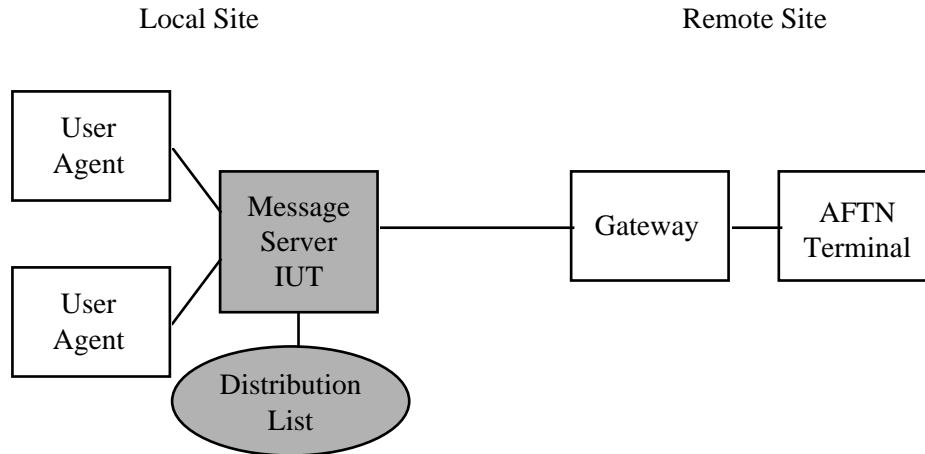 Local Site
Remote Site
User
Agent
Message
Server
IUT
Gateway
AFTN
Terminal
User
Agent
Distribution
List